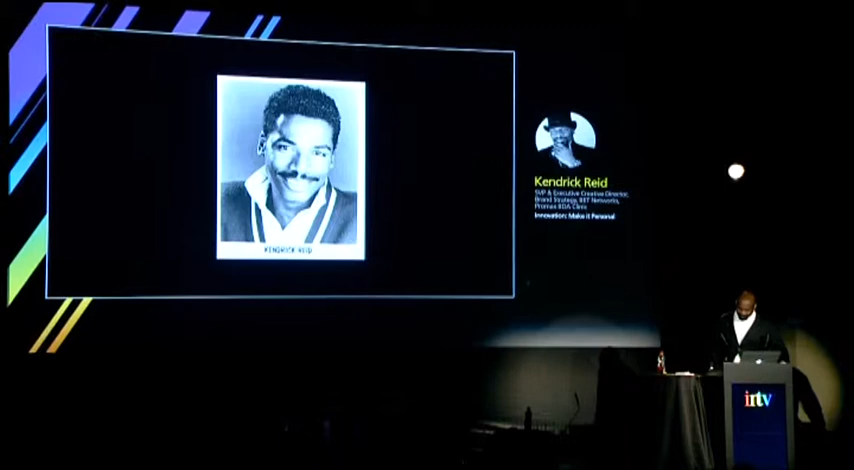 KENDRICK REID
Kendrick Reid
SVP & Executive Creative Director,
Brand Strategy, BET Networks,
Promax BDA Clinic
Innovation: Make it Personal
irtv